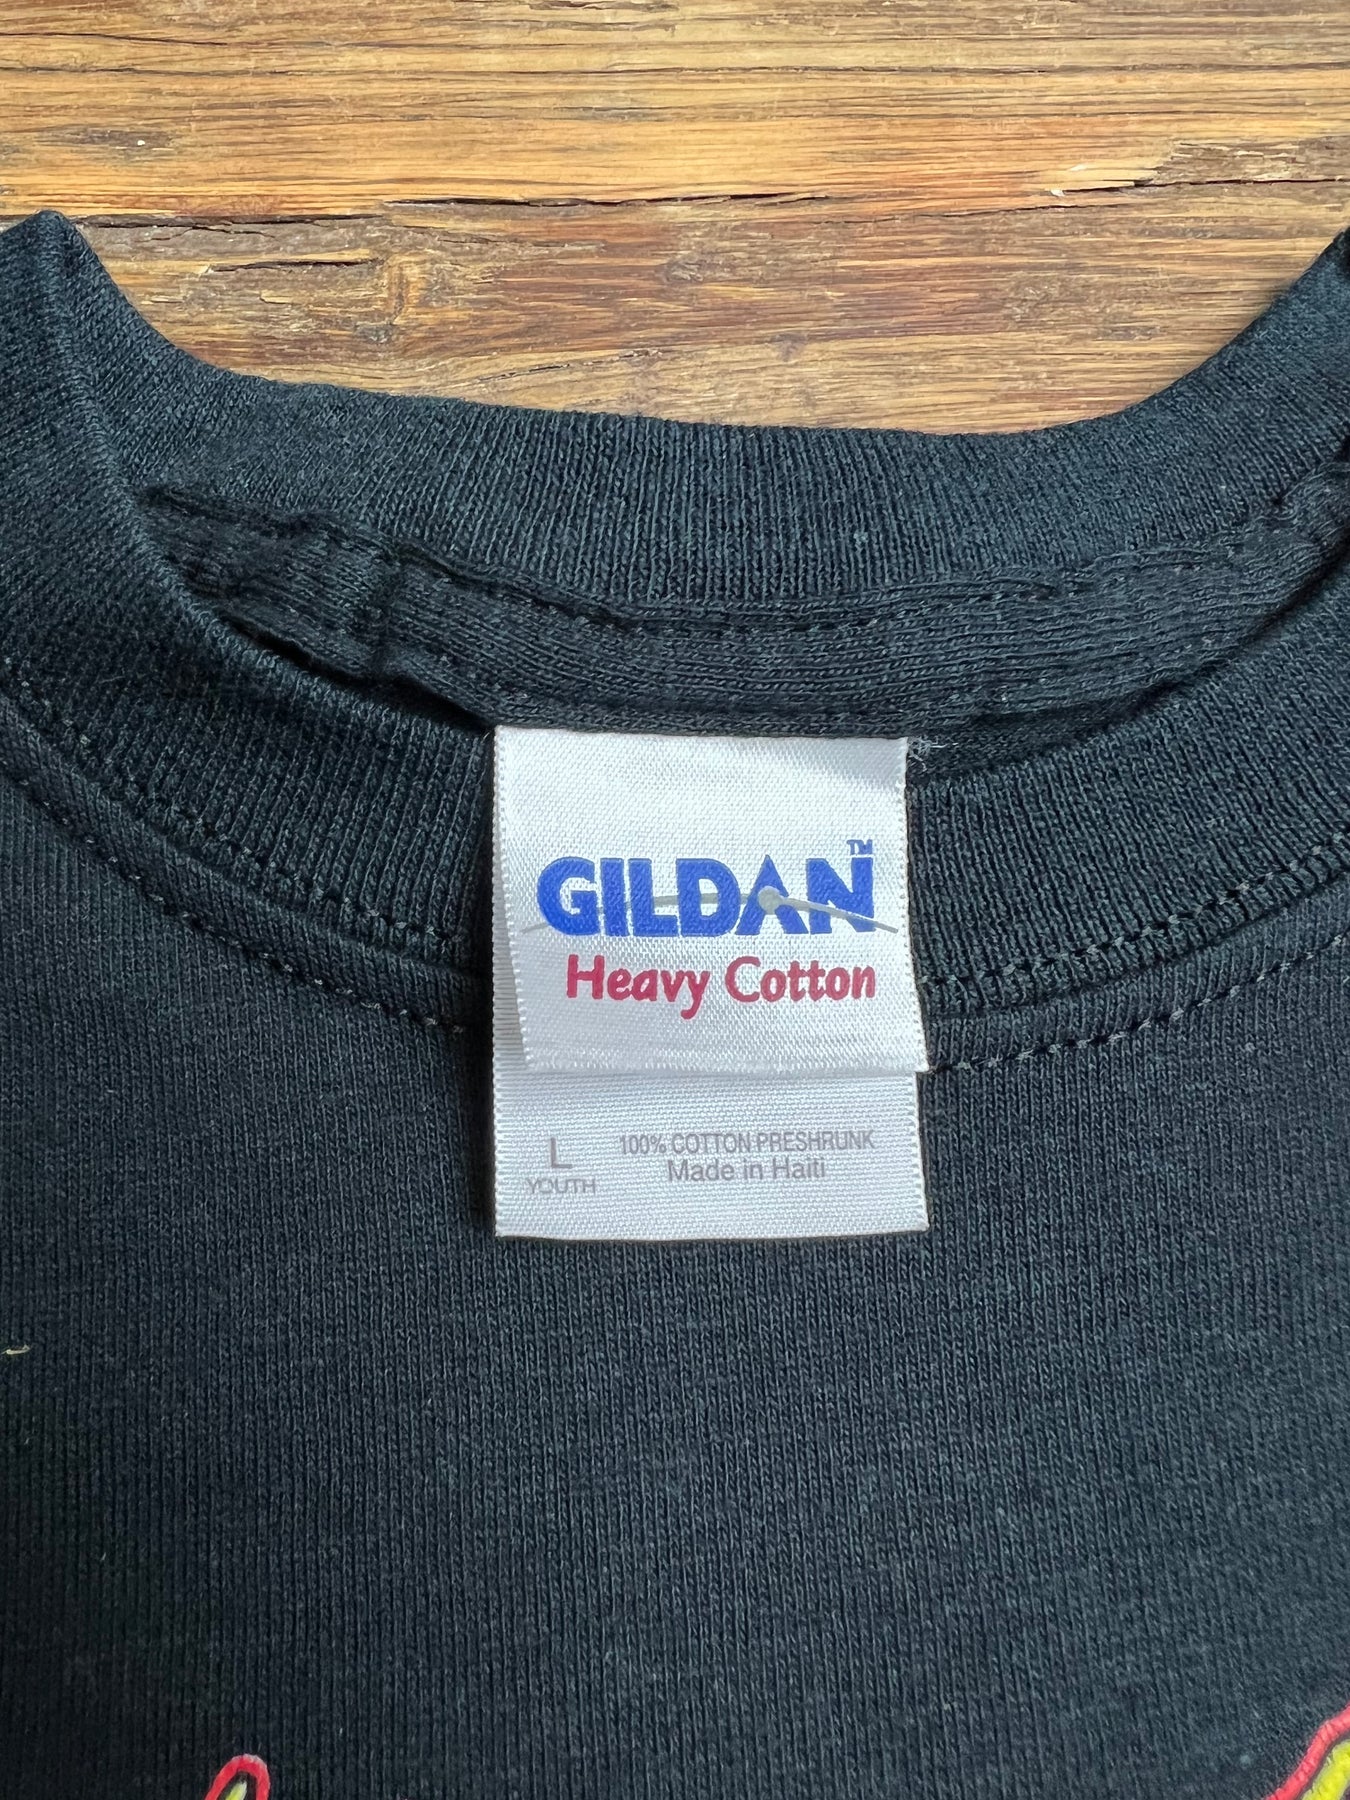 GILDAN™
Heavy Cotton
L
YOUTH
100% COTTON PRESHRUNK
Made in Haiti